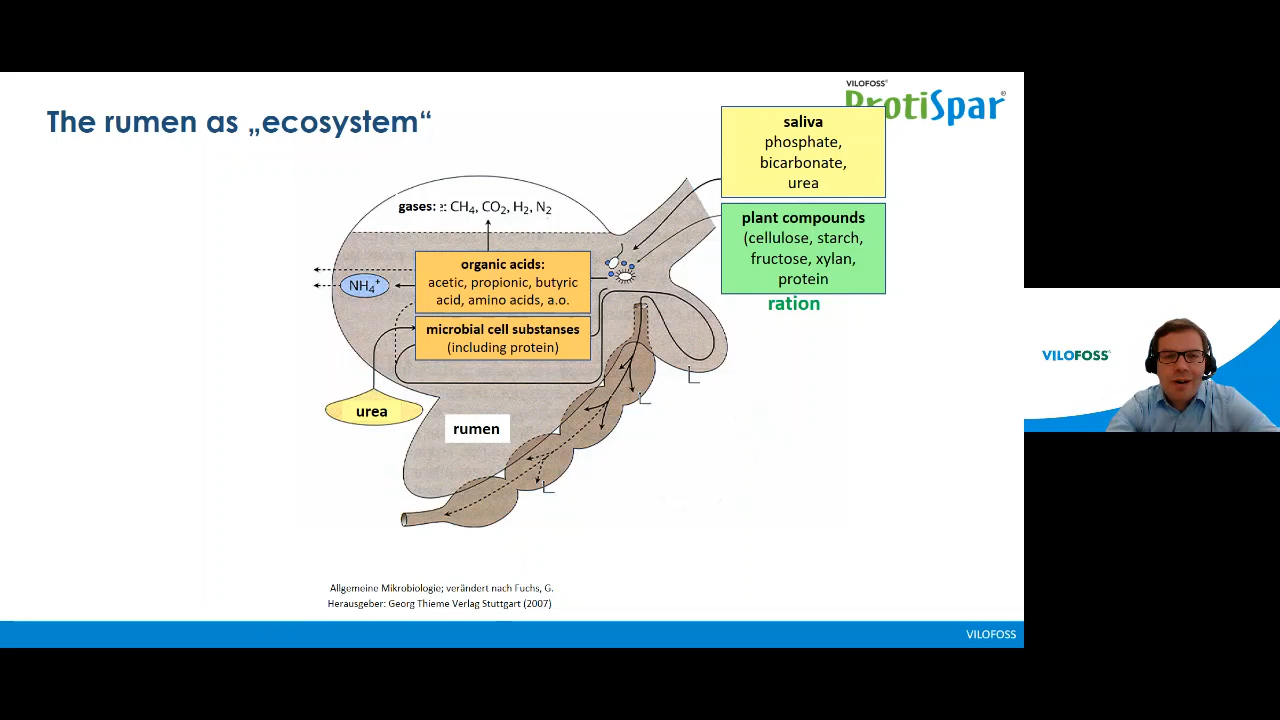 The rumen as „ecosystem“
VILOFOSS®
ProtiSpar®
saliva
phosphate,
bicarbonate,
urea
plant compounds
(cellulose, starch,
fructose, xylan,
protein
ration
gases: : CH₄, CO₂, H₂, N₂
organic acids:
acetic, propionic, butyric
acid, amino acids, a.o.
NH₄⁺
microbial cell substanses
(including protein)
urea
rumen
Allgemeine Mikrobiologie; verändert nach Fuchs, G.
Herausgeber: Georg Thieme Verlag Stuttgart (2007)
VILOFOSS
VILOFOSS®